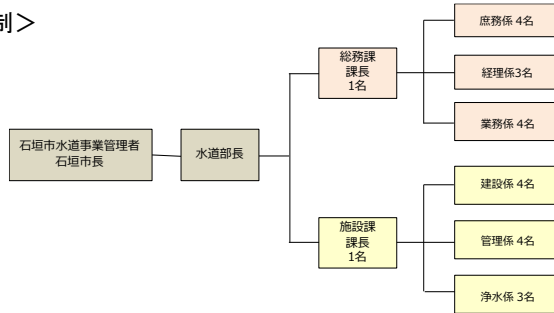 制＞
石垣市水道事業管理者
石垣市長
水道部長
総務課
課長
1名
庶務係 4名
経理係3名
業務係 4名
施設課
課長
1名
建設係 4名
管理係 4名
浄水係 3名